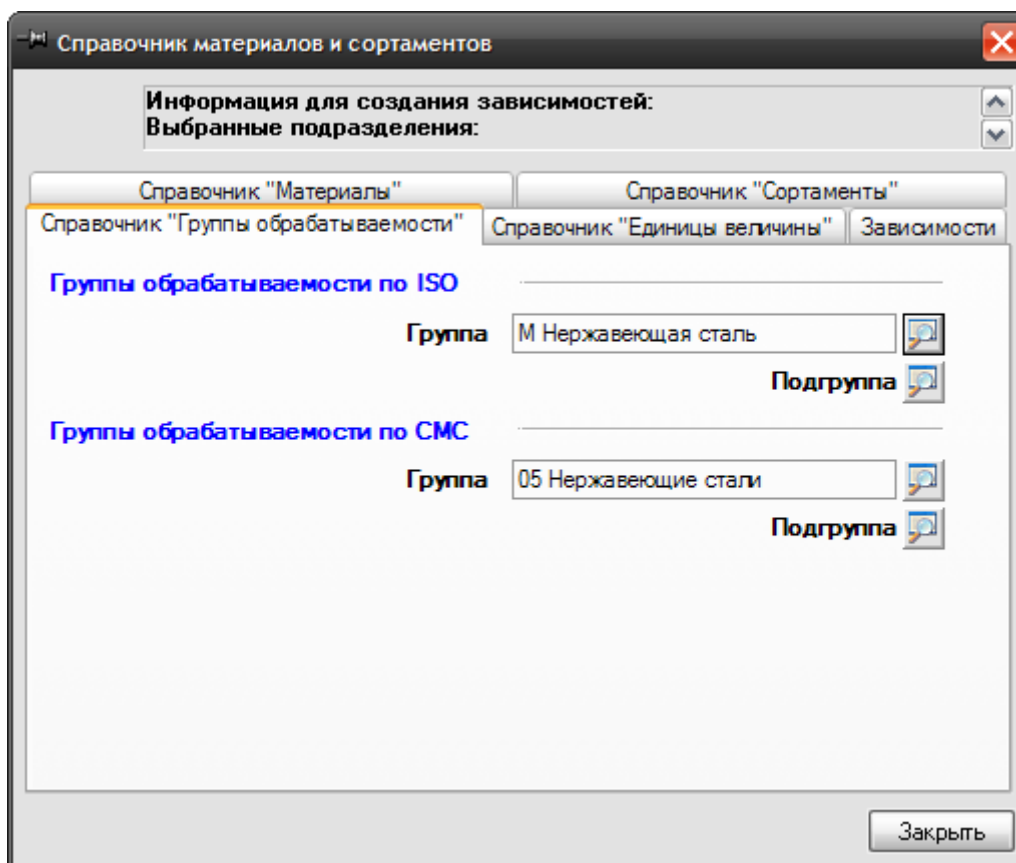 Справочник материалов и сортаментов
Информация для создания зависимостей:
Выбранные подразделения:
Справочник "Материалы" Справочник "Сортаменты"
Справочник "Группы обрабатываемости" Справочник "Единицы величины" Зависимости
Группы обрабатываемости по ISO
Группа М Нержавеющая сталь
Подгруппа
Группы обрабатываемости по СМС
Группа 05 Нержавеющие стали
Подгруппа
Закрыть